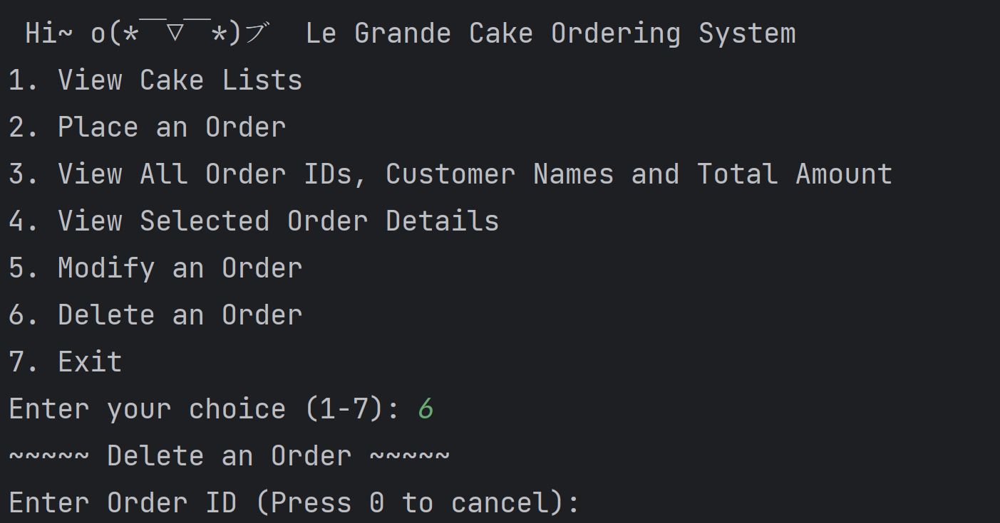 Hi~ o(*￣▽￣*)ブ  Le Grande Cake Ordering System
1. View Cake Lists
2. Place an Order
3. View All Order IDs, Customer Names and Total Amount
4. View Selected Order Details
5. Modify an Order
6. Delete an Order
7. Exit
Enter your choice (1-7): 6
~~~~~ Delete an Order ~~~~~
Enter Order ID (Press 0 to cancel):